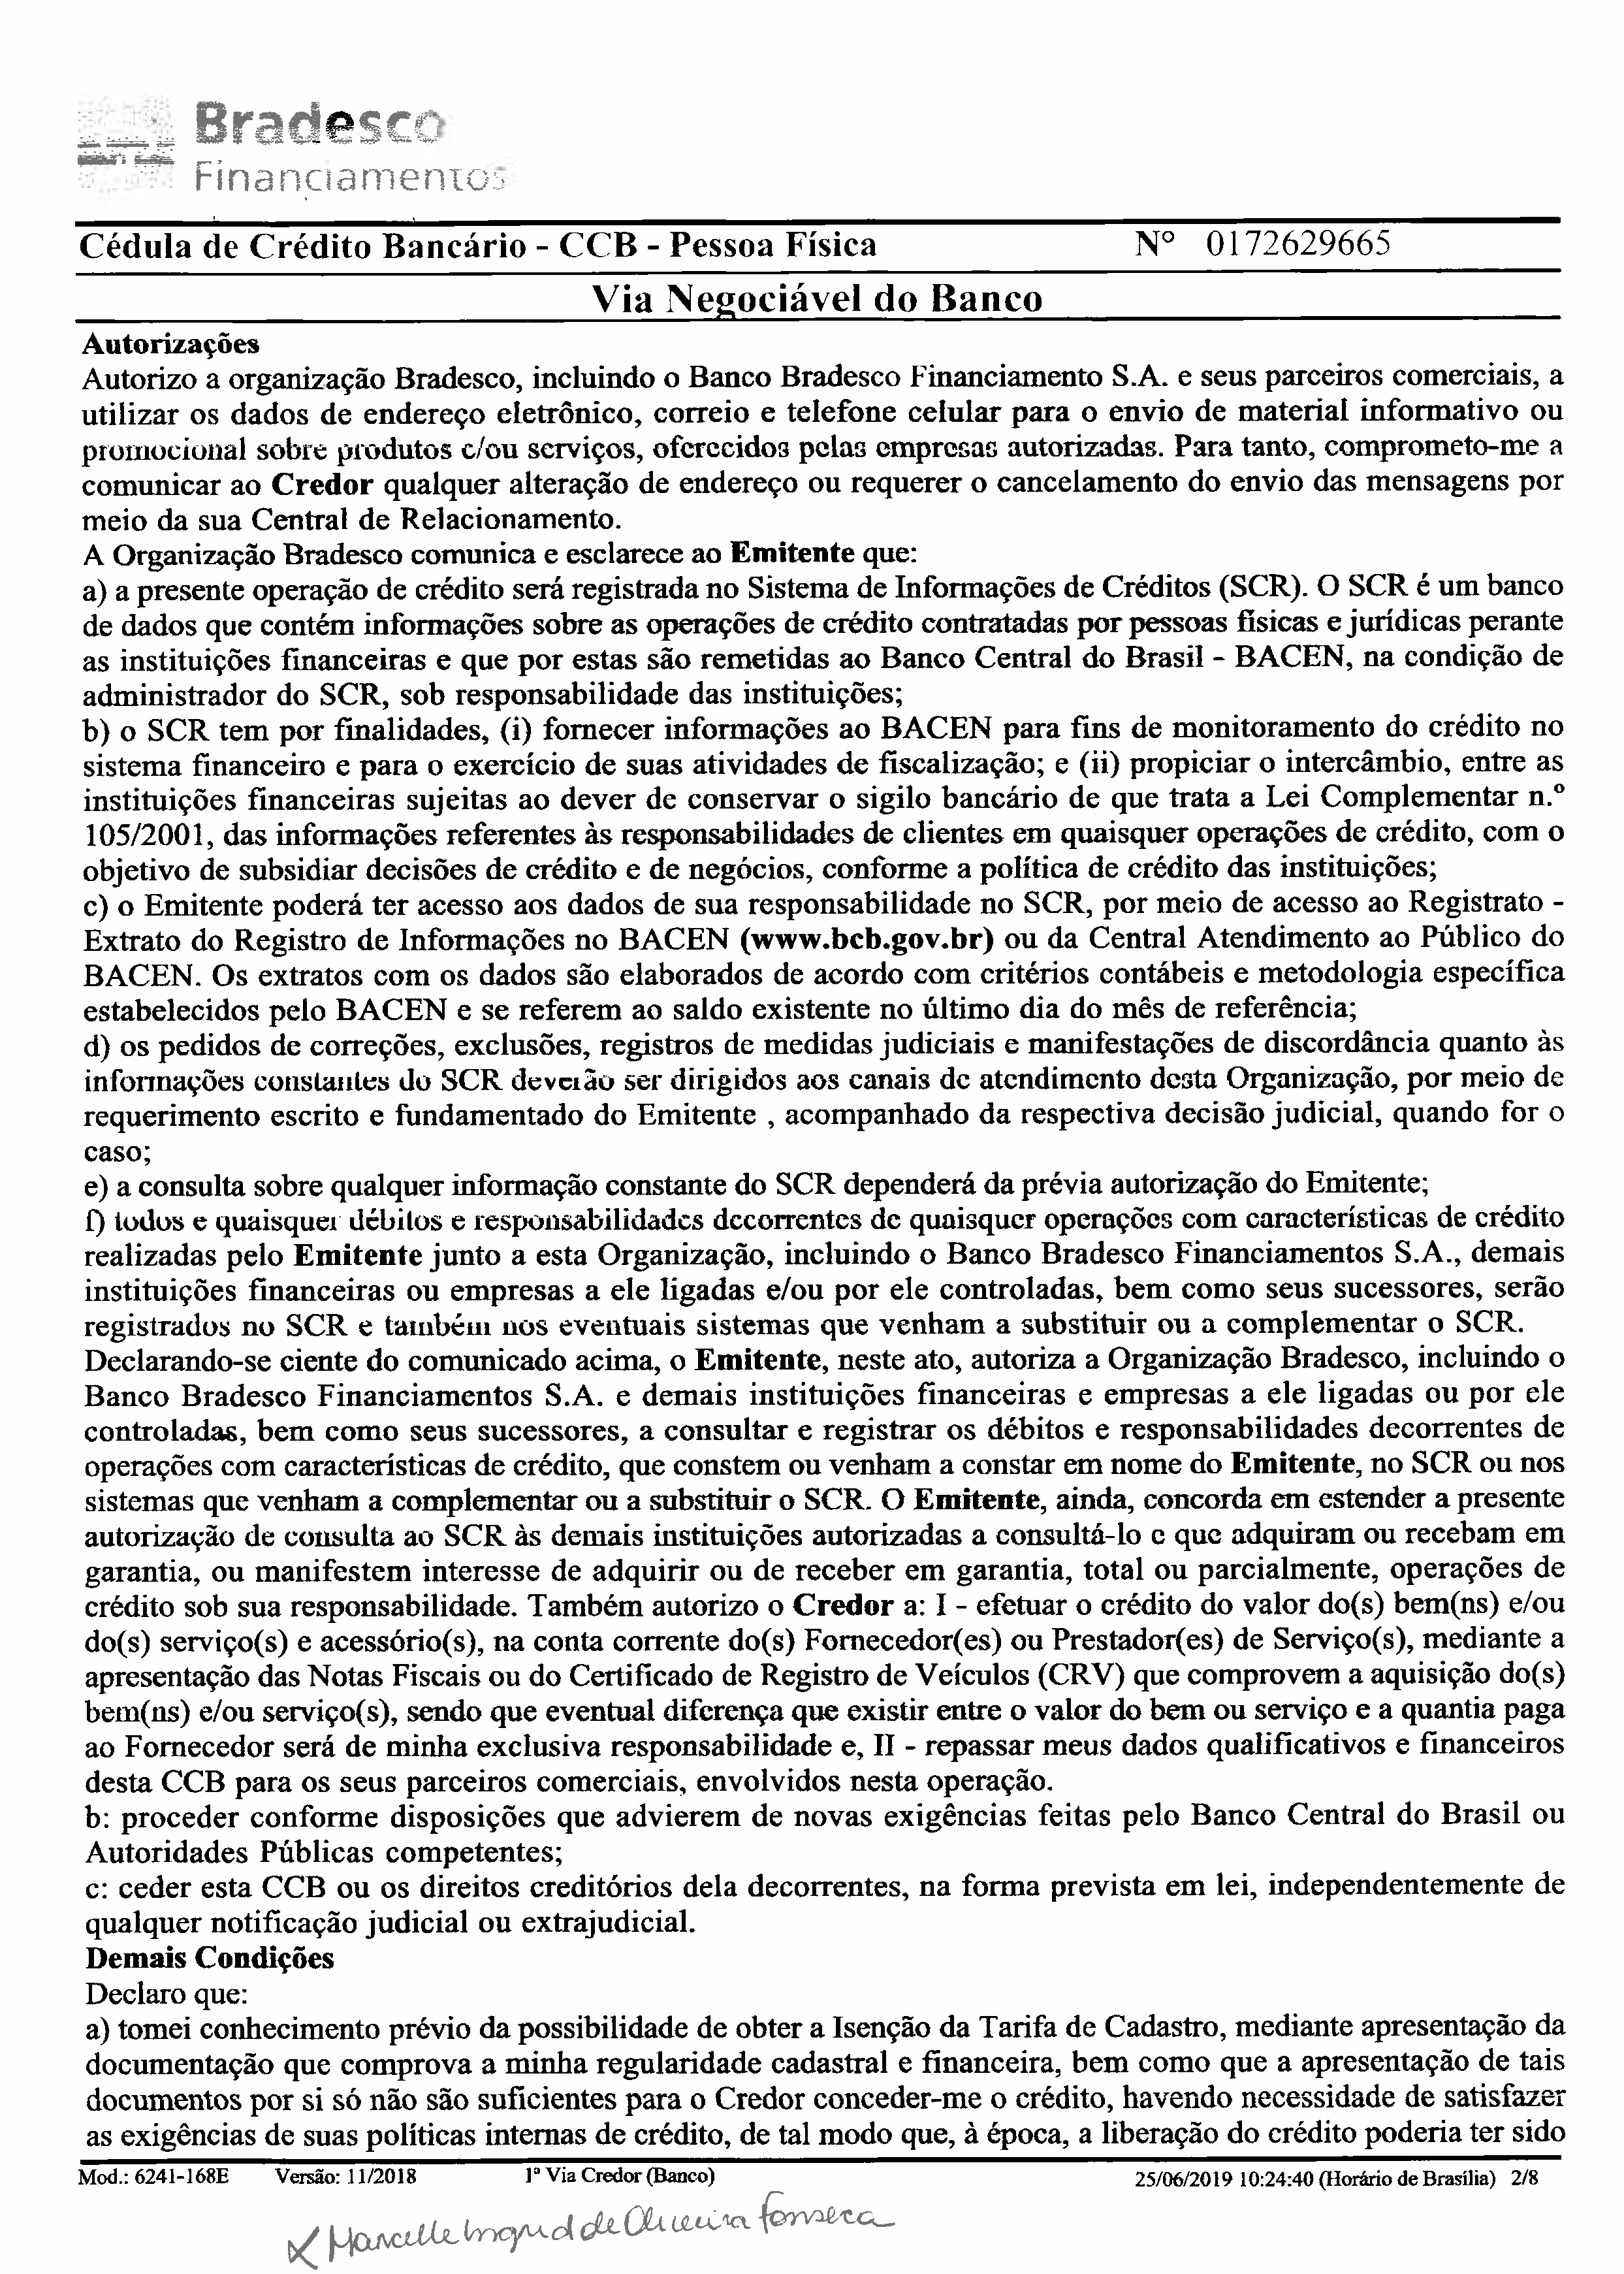 Bradesco
Financiamentos
Cédula de Crédito Bancário - CCB - Pessoa Física Nº 0172629665
Via Negociável do Banco
Autorizações
Autorizo a organização Bradesco, incluindo o Banco Bradesco Financiamento S.A. e seus parceiros comerciais, a
utilizar os dados de endereço eletrônico, correio e telefone celular para o envio de material informativo ou
promocional sobre produtos e/ou serviços, oferecidos pelas empresas autorizadas. Para tanto, comprometo-me a
comunicar ao Credor qualquer alteração de endereço ou requerer o cancelamento do envio das mensagens por
meio da sua Central de Relacionamento.
A Organização Bradesco comunica e esclarece ao Emitente que:
a) a presente operação de crédito será registrada no Sistema de Informações de Créditos (SCR). O SCR é um banco
de dados que contém informações sobre as operações de crédito contratadas por pessoas físicas e jurídicas perante
as instituições financeiras e que por estas são remetidas ao Banco Central do Brasil - BACEN, na condição de
administrador do SCR, sob responsabilidade das instituições;
b) o SCR tem por finalidades, (i) fornecer informações ao BACEN para fins de monitoramento do crédito no
sistema financeiro e para o exercício de suas atividades de fiscalização; e (ii) propiciar o intercâmbio, entre as
instituições financeiras sujeitas ao dever de conservar o sigilo bancário de que trata a Lei Complementar n.º
105/2001, das informações referentes às responsabilidades de clientes em quaisquer operações de crédito, com o
objetivo de subsidiar decisões de crédito e de negócios, conforme a política de crédito das instituições;
c) o Emitente poderá ter acesso aos dados de sua responsabilidade no SCR, por meio de acesso ao Registrato -
Extrato do Registro de Informações no BACEN (www.bcb.gov.br) ou da Central Atendimento ao Público do
BACEN. Os extratos com os dados são elaborados de acordo com critérios contábeis e metodologia específica
estabelecidos pelo BACEN e se referem ao saldo existente no último dia do mês de referência;
d) os pedidos de correções, exclusões, registros de medidas judiciais e manifestações de discordância quanto às
informações constantes do SCR deverão ser dirigidos aos canais de atendimento desta Organização, por meio de
requerimento escrito e fundamentado do Emitente , acompanhado da respectiva decisão judicial, quando for o
caso;
e) a consulta sobre qualquer informação constante do SCR dependerá da prévia autorização do Emitente;
f) todos e quaisquer débitos e responsabilidades decorrentes de quaisquer operações com características de crédito
realizadas pelo Emitente junto a esta Organização, incluindo o Banco Bradesco Financiamentos S.A., demais
instituições financeiras ou empresas a ele ligadas e/ou por ele controladas, bem como seus sucessores, serão
registrados no SCR e também nos eventuais sistemas que venham a substituir ou a complementar o SCR.
Declarando-se ciente do comunicado acima, o Emitente, neste ato, autoriza a Organização Bradesco, incluindo o
Banco Bradesco Financiamentos S.A. e demais instituições financeiras e empresas a ele ligadas ou por ele
controladas, bem como seus sucessores, a consultar e registrar os débitos e responsabilidades decorrentes de
operações com características de crédito, que constem ou venham a constar em nome do Emitente, no SCR ou nos
sistemas que venham a complementar ou a substituir o SCR. O Emitente, ainda, concorda em estender a presente
autorização de consulta ao SCR às demais instituições autorizadas a consultá-lo e que adquiram ou recebam em
garantia, ou manifestem interesse de adquirir ou de receber em garantia, total ou parcialmente, operações de
crédito sob sua responsabilidade. Também autorizo o Credor a: I - efetuar o crédito do valor do(s) bem(ns) e/ou
do(s) serviço(s) e acessório(s), na conta corrente do(s) Fornecedor(es) ou Prestador(es) de Serviço(s), mediante a
apresentação das Notas Fiscais ou do Certificado de Registro de Veículos (CRV) que comprovem a aquisição do(s)
bem(ns) e/ou serviço(s), sendo que eventual diferença que existir entre o valor do bem ou serviço e a quantia paga
ao Fornecedor será de minha exclusiva responsabilidade e, II - repassar meus dados qualificativos e financeiros
desta CCB para os seus parceiros comerciais, envolvidos nesta operação.
b: proceder conforme disposições que advierem de novas exigências feitas pelo Banco Central do Brasil ou
Autoridades Públicas competentes;
c: ceder esta CCB ou os direitos creditórios dela decorrentes, na forma prevista em lei, independentemente de
qualquer notificação judicial ou extrajudicial.
Demais Condições
Declaro que:
a) tomei conhecimento prévio da possibilidade de obter a Isenção da Tarifa de Cadastro, mediante apresentação da
documentação que comprova a minha regularidade cadastral e financeira, bem como que a apresentação de tais
documentos por si só não são suficientes para o Credor conceder-me o crédito, havendo necessidade de satisfazer
as exigências de suas políticas internas de crédito, de tal modo que, à época, a liberação do crédito poderia ter sido
Mod.: 6241-168E Versão: 11/2018 1ª Via Credor (Banco) 25/06/2019 10:24:40 (Horário de Brasília) 2/8
X Marcelle Ingrid de Oliveira Fonseca